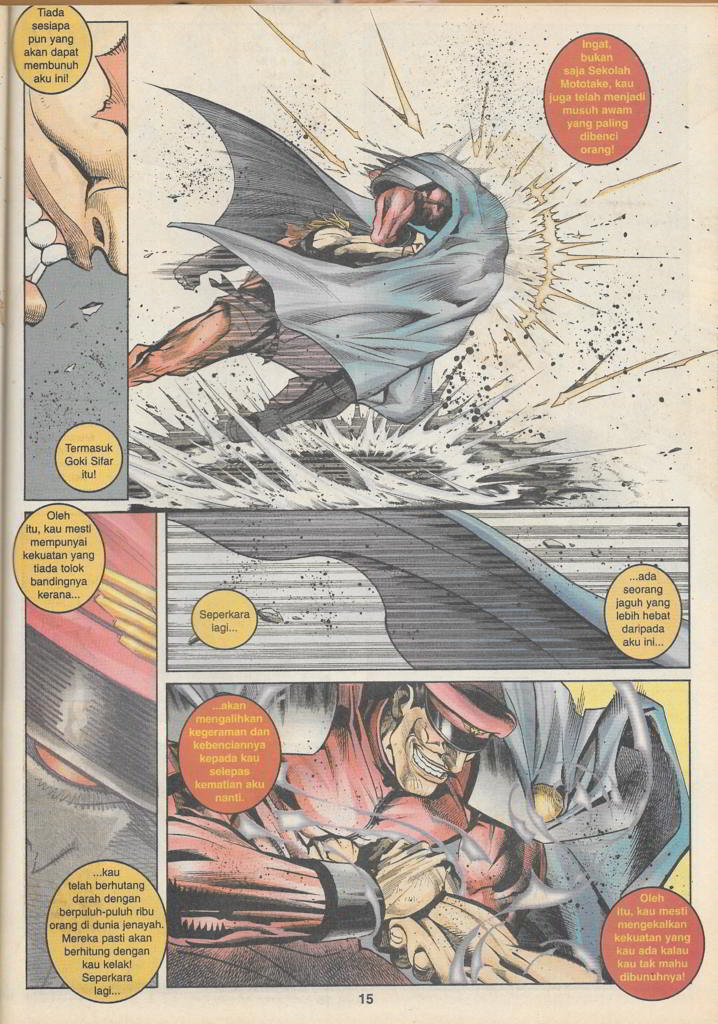 Tiada
sesiapa
pun yang
akan dapat
membunuh
aku ini!
Ingat,
bukan
saja Sekolah
Mototake, kau
juga telah menjadi
musuh awam
yang paling
dibenci
orang!
Termasuk
Goki Sifar
itu!
Oleh
itu, kau mesti
mempunyai
kekuatan yang
tiada tolok
bandingnya
kerana...
Seperkara
lagi...
...ada
seorang
jaguh yang
lebih hebat
daripada
aku ini...
...akan
mengalihkan
kegeraman dan
kebenciannya
kepada kau
selepas
kematian aku
nanti.
...kau
telah berhutang
darah dengan
berpuluh-puluh ribu
orang di dunia jenayah.
Mereka pasti akan
berhitung dengan
kau kelak!
Seperkara
lagi...
Oleh
itu, kau mesti
mengekalkan
kekuatan yang
kau ada kalau
kau tak mahu
dibunuhnya!
15